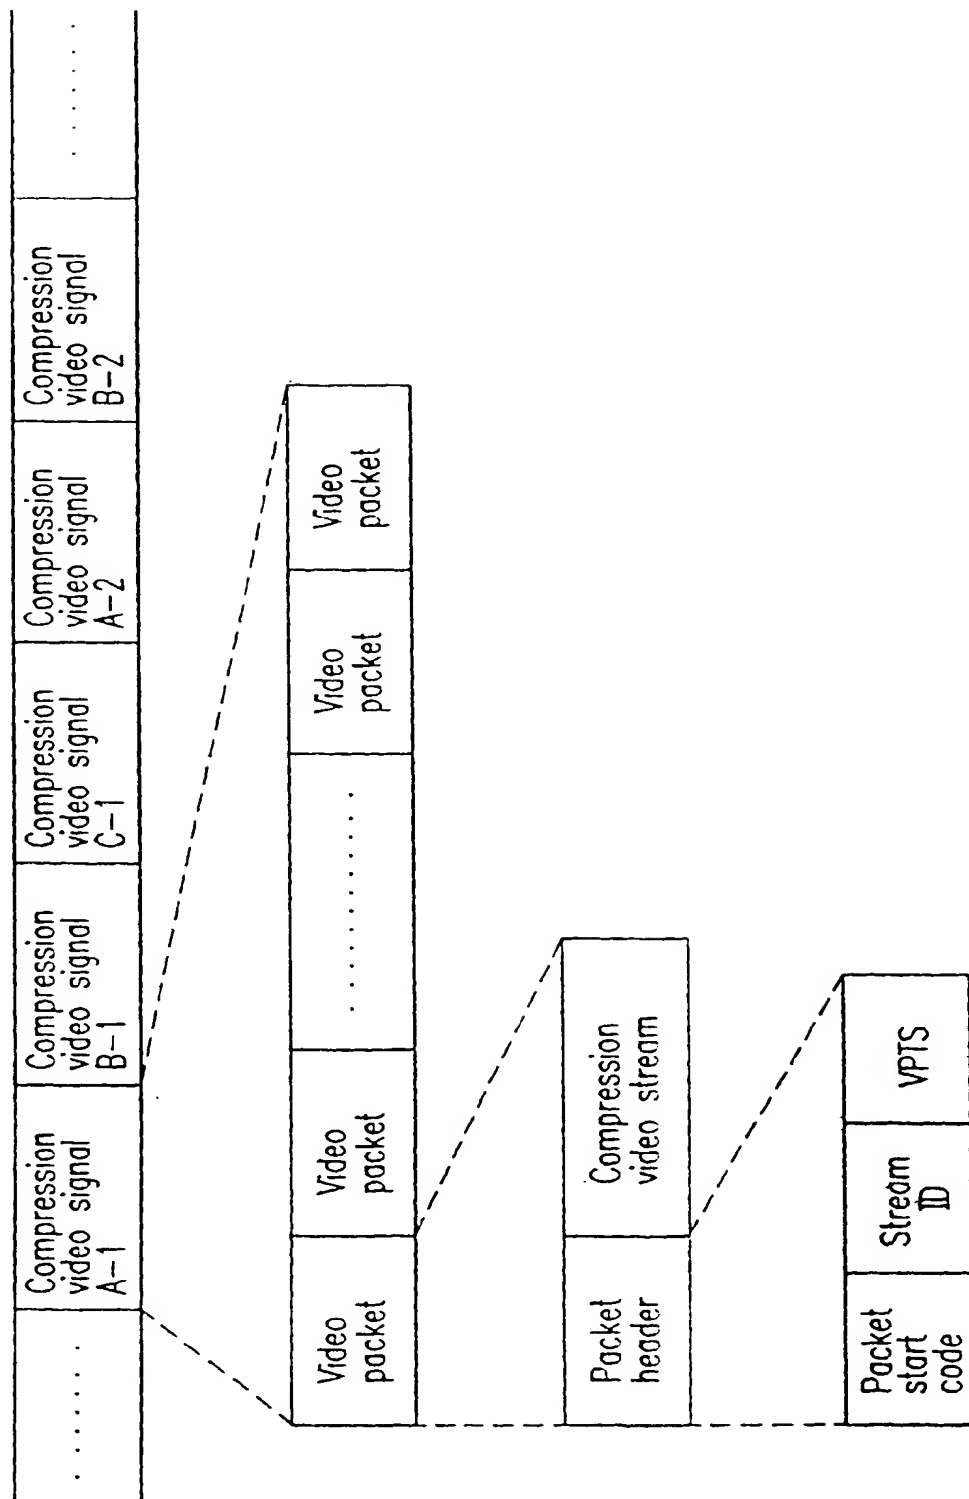 . . . . . .
Compression
video signal
A-1
Compression
video signal
B-1
Compression
video signal
C-1
Compression
video signal
A-2
Compression
video signal
B-2
. . . . . .
Video
packet
Video
packet
. . . . . . . . . .
Video
packet
Video
packet
Packet
header
Compression
video stream
Packet
start
code
Stream
ID
VPTS